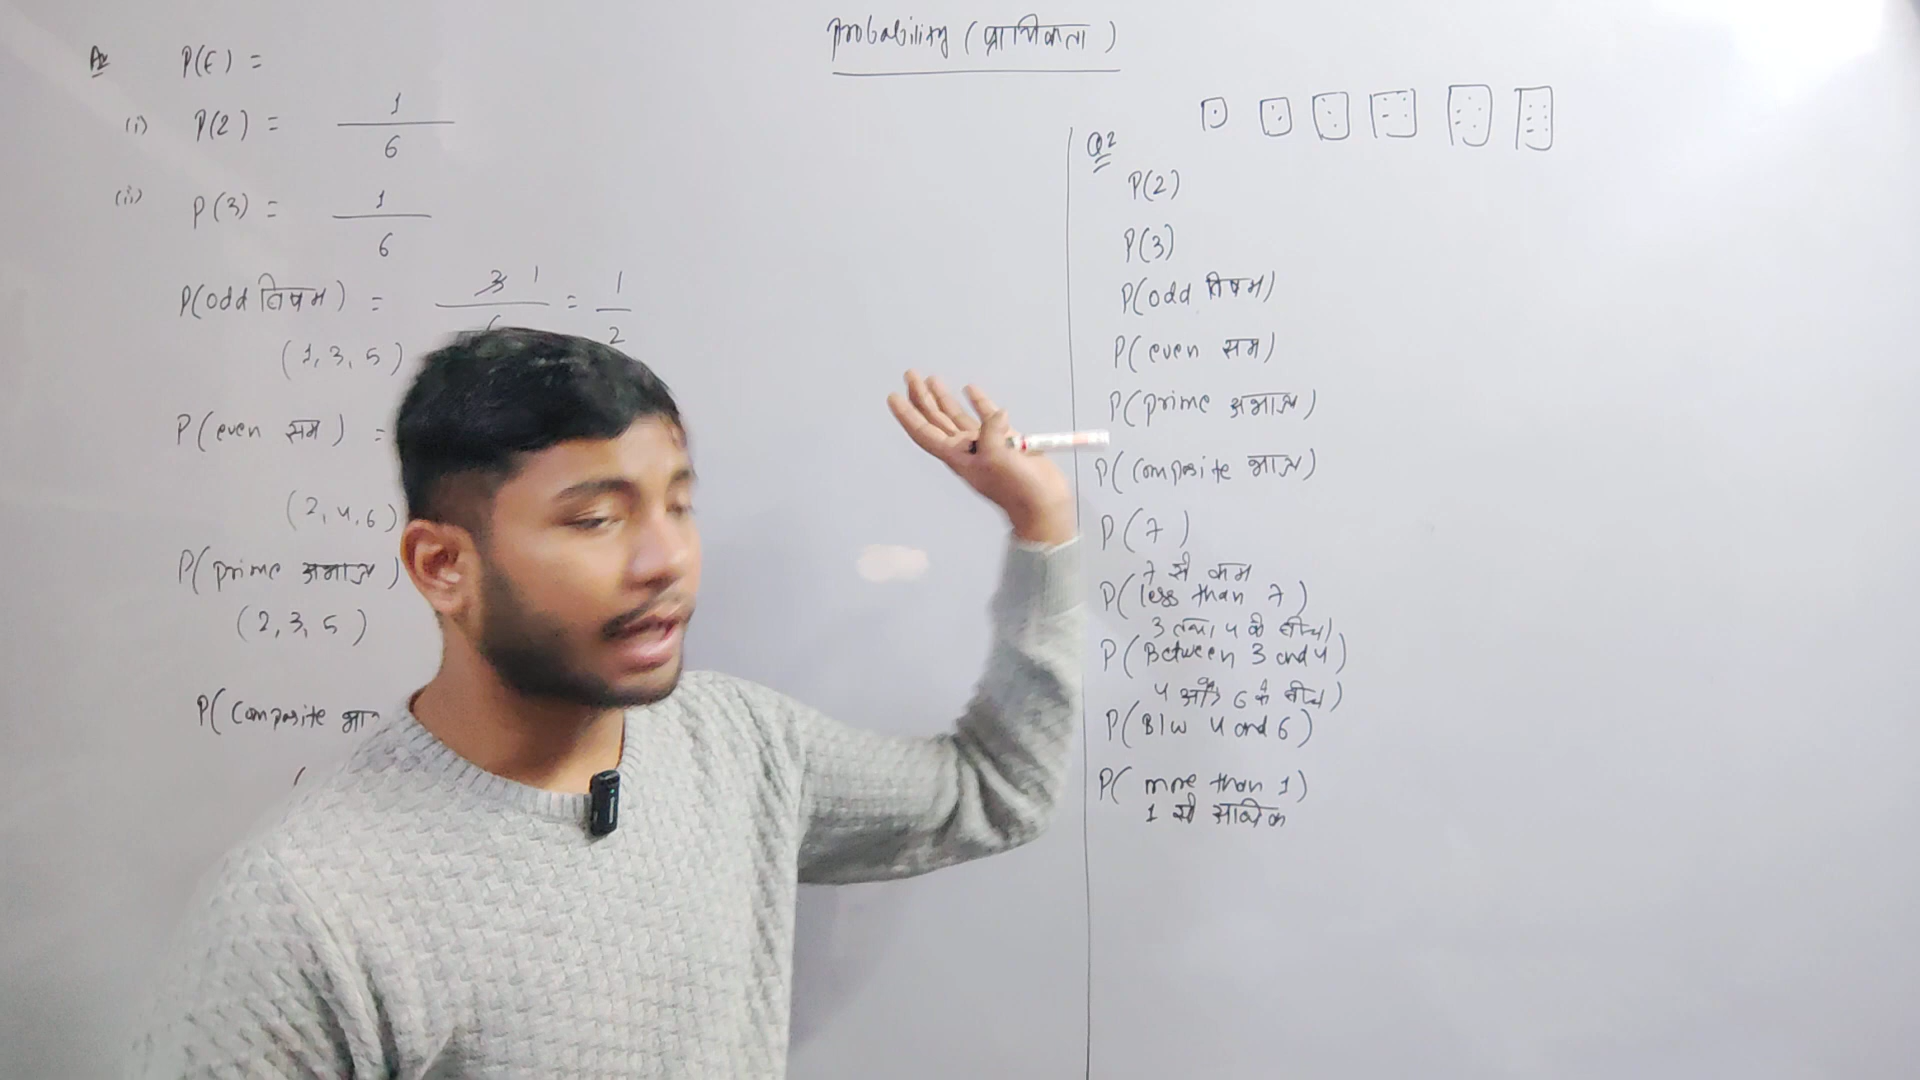 Probability (प्रायिकता)
P(E) =
(i) P(2) = 1/6
(ii) P(3) = 1/6
P(odd विषम) = 3 1/6 = 1/2
(1, 3, 5)
P(even सम) =
(2, 4, 6)
P(prime अभाज्य)
(2, 3, 5)
P(Composite भा
Q2
P(2)
P(3)
P(odd विषम)
P(even सम)
P(prime अभाज्य)
P(Composite भाज्य)
P(7)
7 से कम
P(less than 7)
3 तथा 4 के बीच)
P(Between 3 and 4)
4 और 6 के बीच)
P(B/w 4 and 6)
P(more than 1)
1 से अधिक